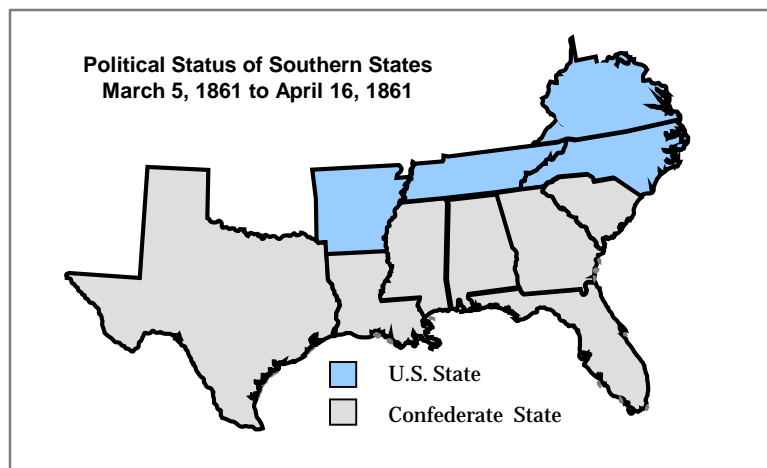 Political Status of Southern States
March 5, 1861 to April 16, 1861
U.S. State
Confederate State